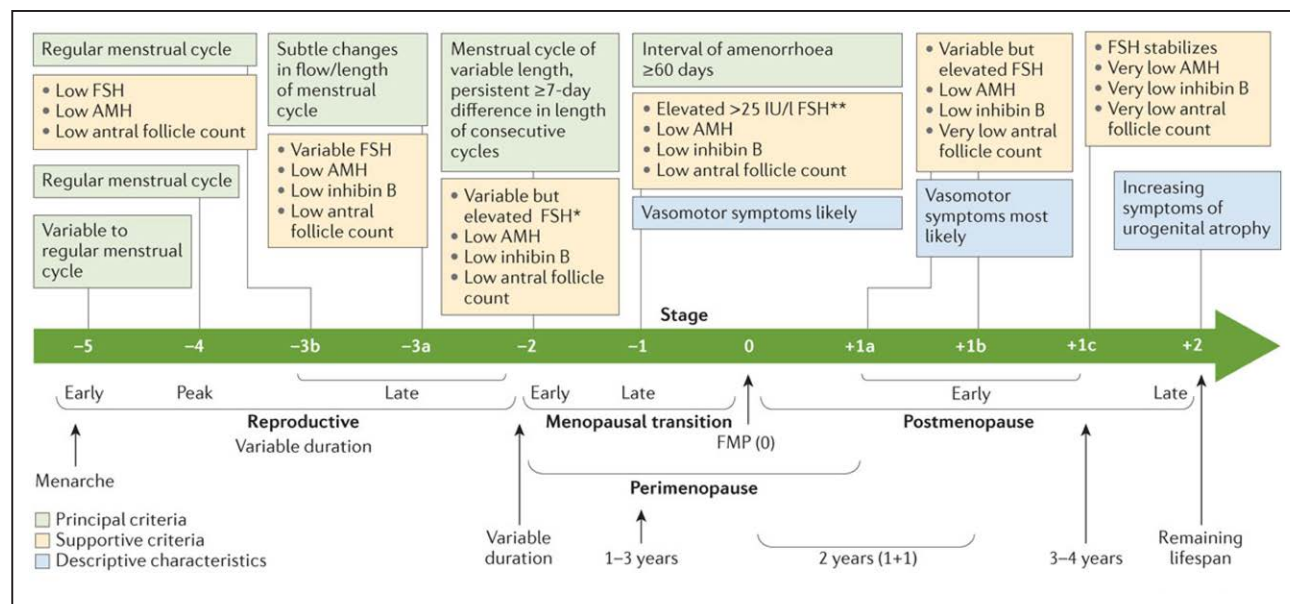 Regular menstrual cycle
• Low FSH
• Low AMH
• Low antral follicle count
Regular menstrual cycle
Variable to
regular menstrual
cycle
Subtle changes
in flow/length
of menstrual
cycle
• Variable FSH
• Low AMH
• Low inhibin B
• Low antral
follicle count
Menstrual cycle of
variable length,
persistent ≥7-day
difference in length
of consecutive
cycles
• Variable but
elevated FSH*
• Low AMH
• Low inhibin B
• Low antral follicle
count
Interval of amenorrhoea
≥60 days
• Elevated >25 IU/l FSH**
• Low AMH
• Low inhibin B
• Low antral follicle count
Vasomotor symptoms likely
• Variable but
elevated FSH
• Low AMH
• Low inhibin B
• Very low antral
follicle count
Vasomotor
symptoms most
likely
• FSH stabilizes
• Very low AMH
• Very low inhibin B
• Very low antral
follicle count
Increasing
symptoms of
urogenital atrophy
Stage
−5 −4 −3b −3a −2 −1 0 +1a +1b +1c +2
Early Peak Late Early Late Early Late
Reproductive Menopausal transition Postmenopause
Variable duration
FMP (0)
Menarche
Perimenopause
Principal criteria
Supportive criteria
Descriptive characteristics
Variable
duration
1–3 years
2 years (1+1)
3–4 years
Remaining
lifespan